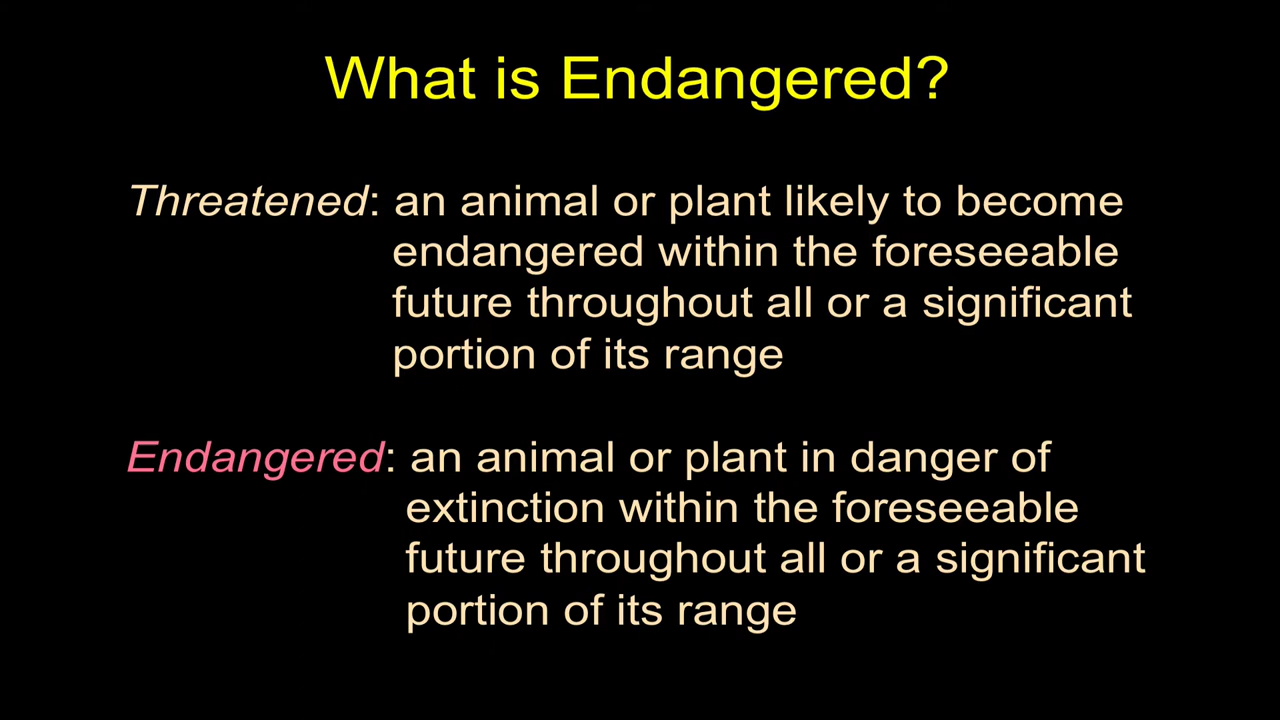 What is Endangered?
Threatened: an animal or plant likely to become
endangered within the foreseeable
future throughout all or a significant
portion of its range
Endangered: an animal or plant in danger of
extinction within the foreseeable
future throughout all or a significant
portion of its range